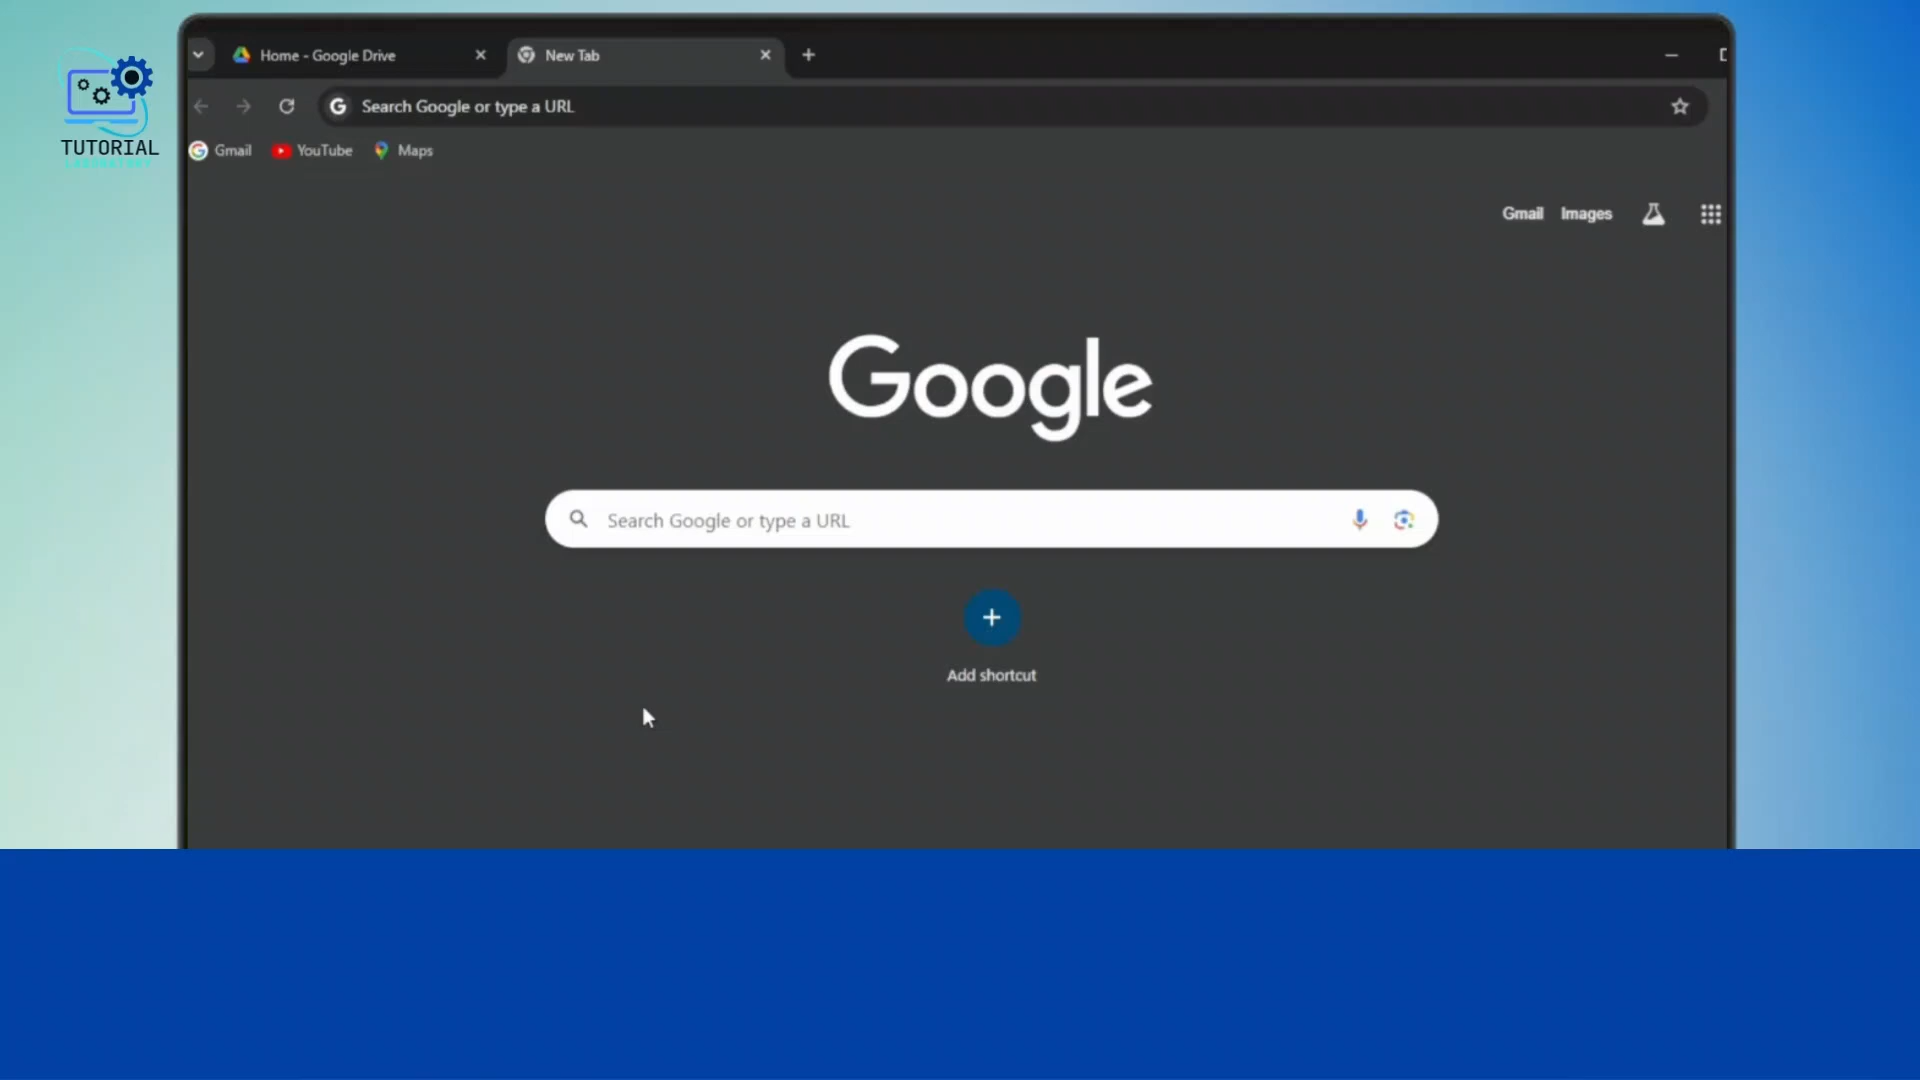 Home - Google Drive
New Tab
Search Google or type a URL
Gmail
YouTube
Maps
TUTORIAL
LABORATORY
Gmail
Images
Google
Search Google or type a URL
Add shortcut